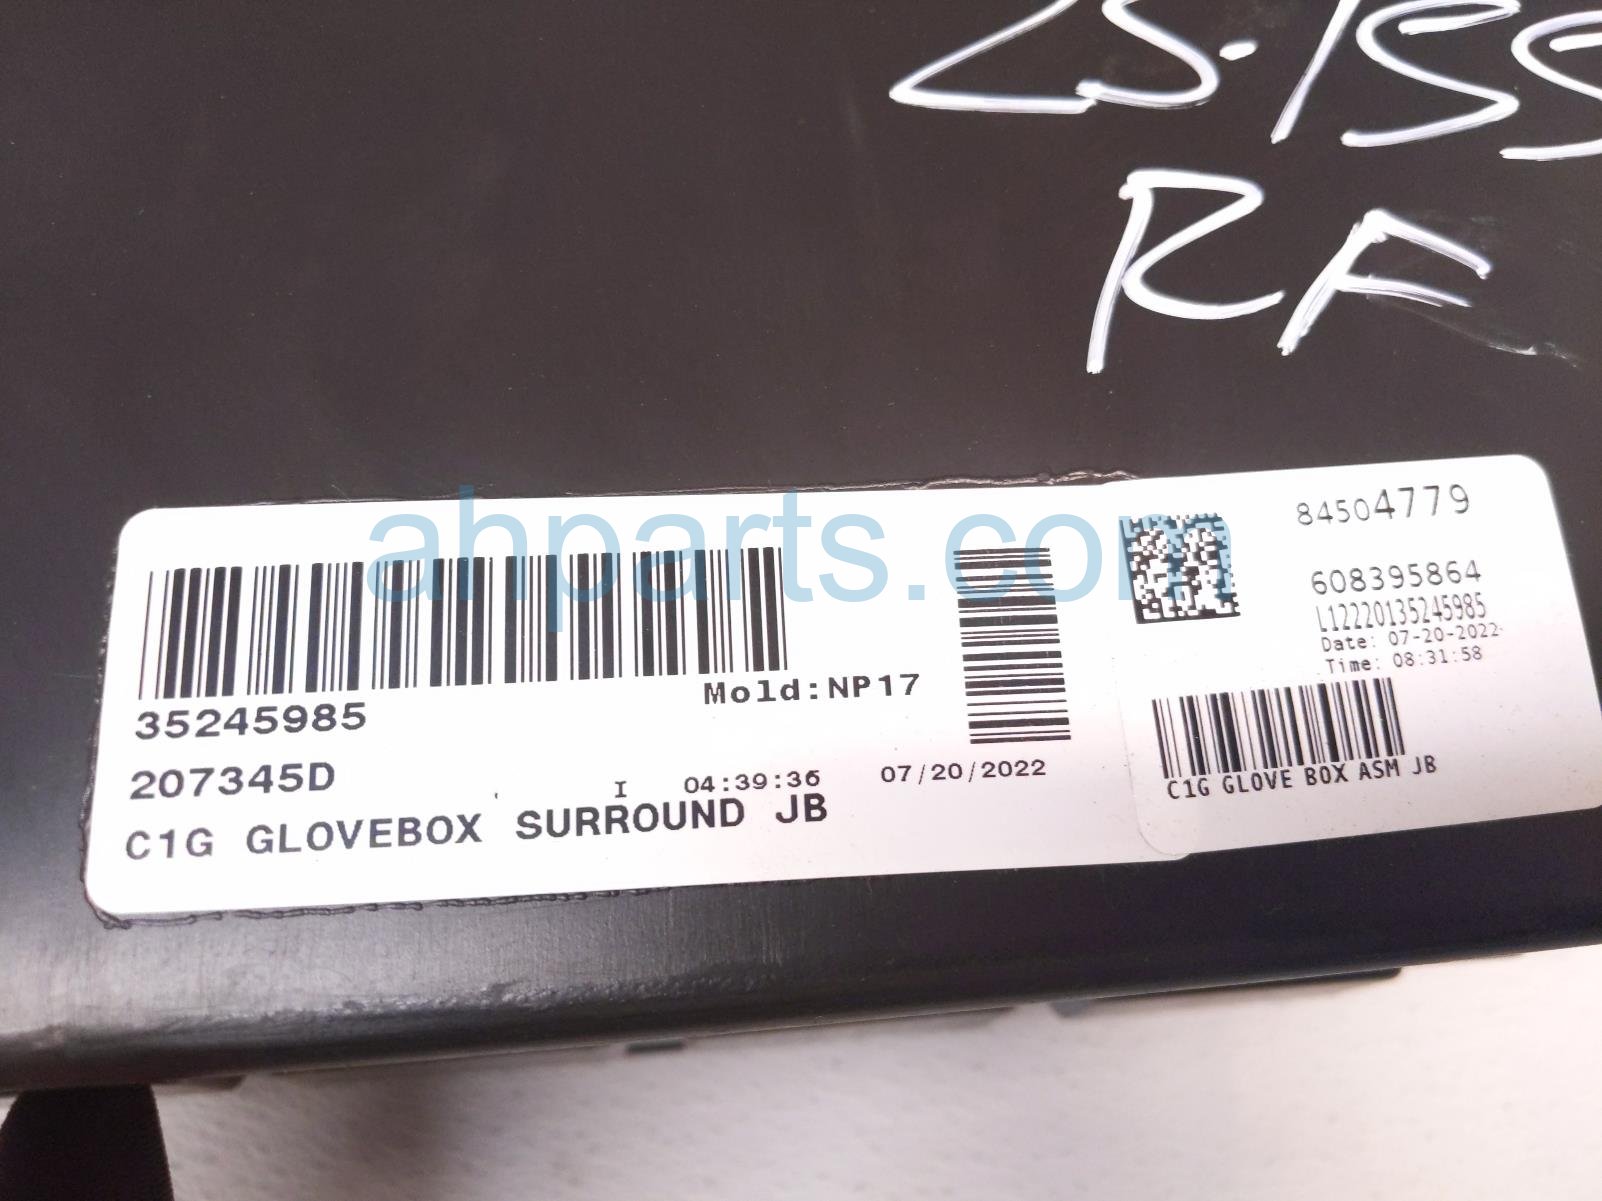 RF
ahparts.com
35245985
Mold:NP17
207345D
I 04:39:36 07/20/2022
C1G GLOVEBOX SURROUND JB
84504779
608395864
L12220135245985
Date: 07-20-2022
Time: 08:31:58
C1G GLOVE BOX ASM JB